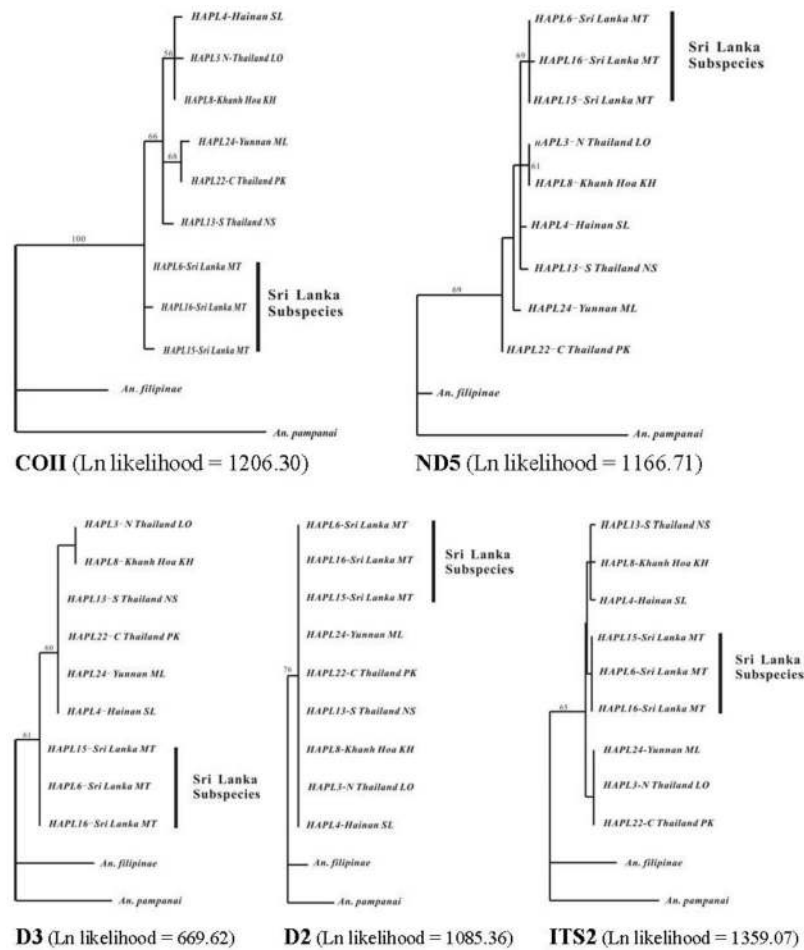 HAPL4-Hainan SL
56
HAPL3 N-Thailand LO
HAPL8-Khanh Hoa KH
66
HAPL24-Yunnan ML
68
HAPL22-C Thailand PK
HAPL13-S Thailand NS
100
HAPL6-Sri Lanka MT
HAPL16-Sri Lanka MT
HAPL15-Sri Lanka MT
Sri Lanka
Subspecies
An. filipinae
An. pampanai
COII (Ln likelihood = 1206.30)
HAPL6-Sri Lanka MT
69
HAPL16-Sri Lanka MT
HAPL15-Sri Lanka MT
Sri Lanka
Subspecies
HAPL3-N Thailand LO
61
HAPL8-Khanh Hoa KH
HAPL4-Hainan SL
HAPL13-S Thailand NS
69
HAPL24-Yunnan ML
HAPL22-C Thailand PK
An. filipinae
An. pampanai
ND5 (Ln likelihood = 1166.71)
HAPL3-N Thailand LO
HAPL8-Khanh Hoa KH
HAPL13-S Thailand NS
HAPL22-C Thailand PK
60
HAPL24-Yunnan ML
HAPL4-Hainan SL
61
HAPL15-Sri Lanka MT
HAPL6-Sri Lanka MT
HAPL16-Sri Lanka MT
Sri Lanka
Subspecies
An. filipinae
An. pampanai
D3 (Ln likelihood = 669.62)
HAPL6-Sri Lanka MT
HAPL16-Sri Lanka MT
HAPL15-Sri Lanka MT
Sri Lanka
Subspecies
HAPL24-Yunnan ML
76
HAPL22-C Thailand PK
HAPL13-S Thailand NS
HAPL8-Khanh Hoa KH
HAPL3-N Thailand LO
HAPL4-Hainan SL
An. filipinae
An. pampanai
D2 (Ln likelihood = 1085.36)
HAPL13-S Thailand NS
HAPL8-Khanh Hoa KH
HAPL4-Hainan SL
HAPL15-Sri Lanka MT
HAPL6-Sri Lanka MT
HAPL16-Sri Lanka MT
Sri Lanka
Subspecies
65
HAPL24-Yunnan ML
HAPL3-N Thailand LO
HAPL22-C Thailand PK
An. filipinae
An. pampanai
ITS2 (Ln likelihood = 1359.07)